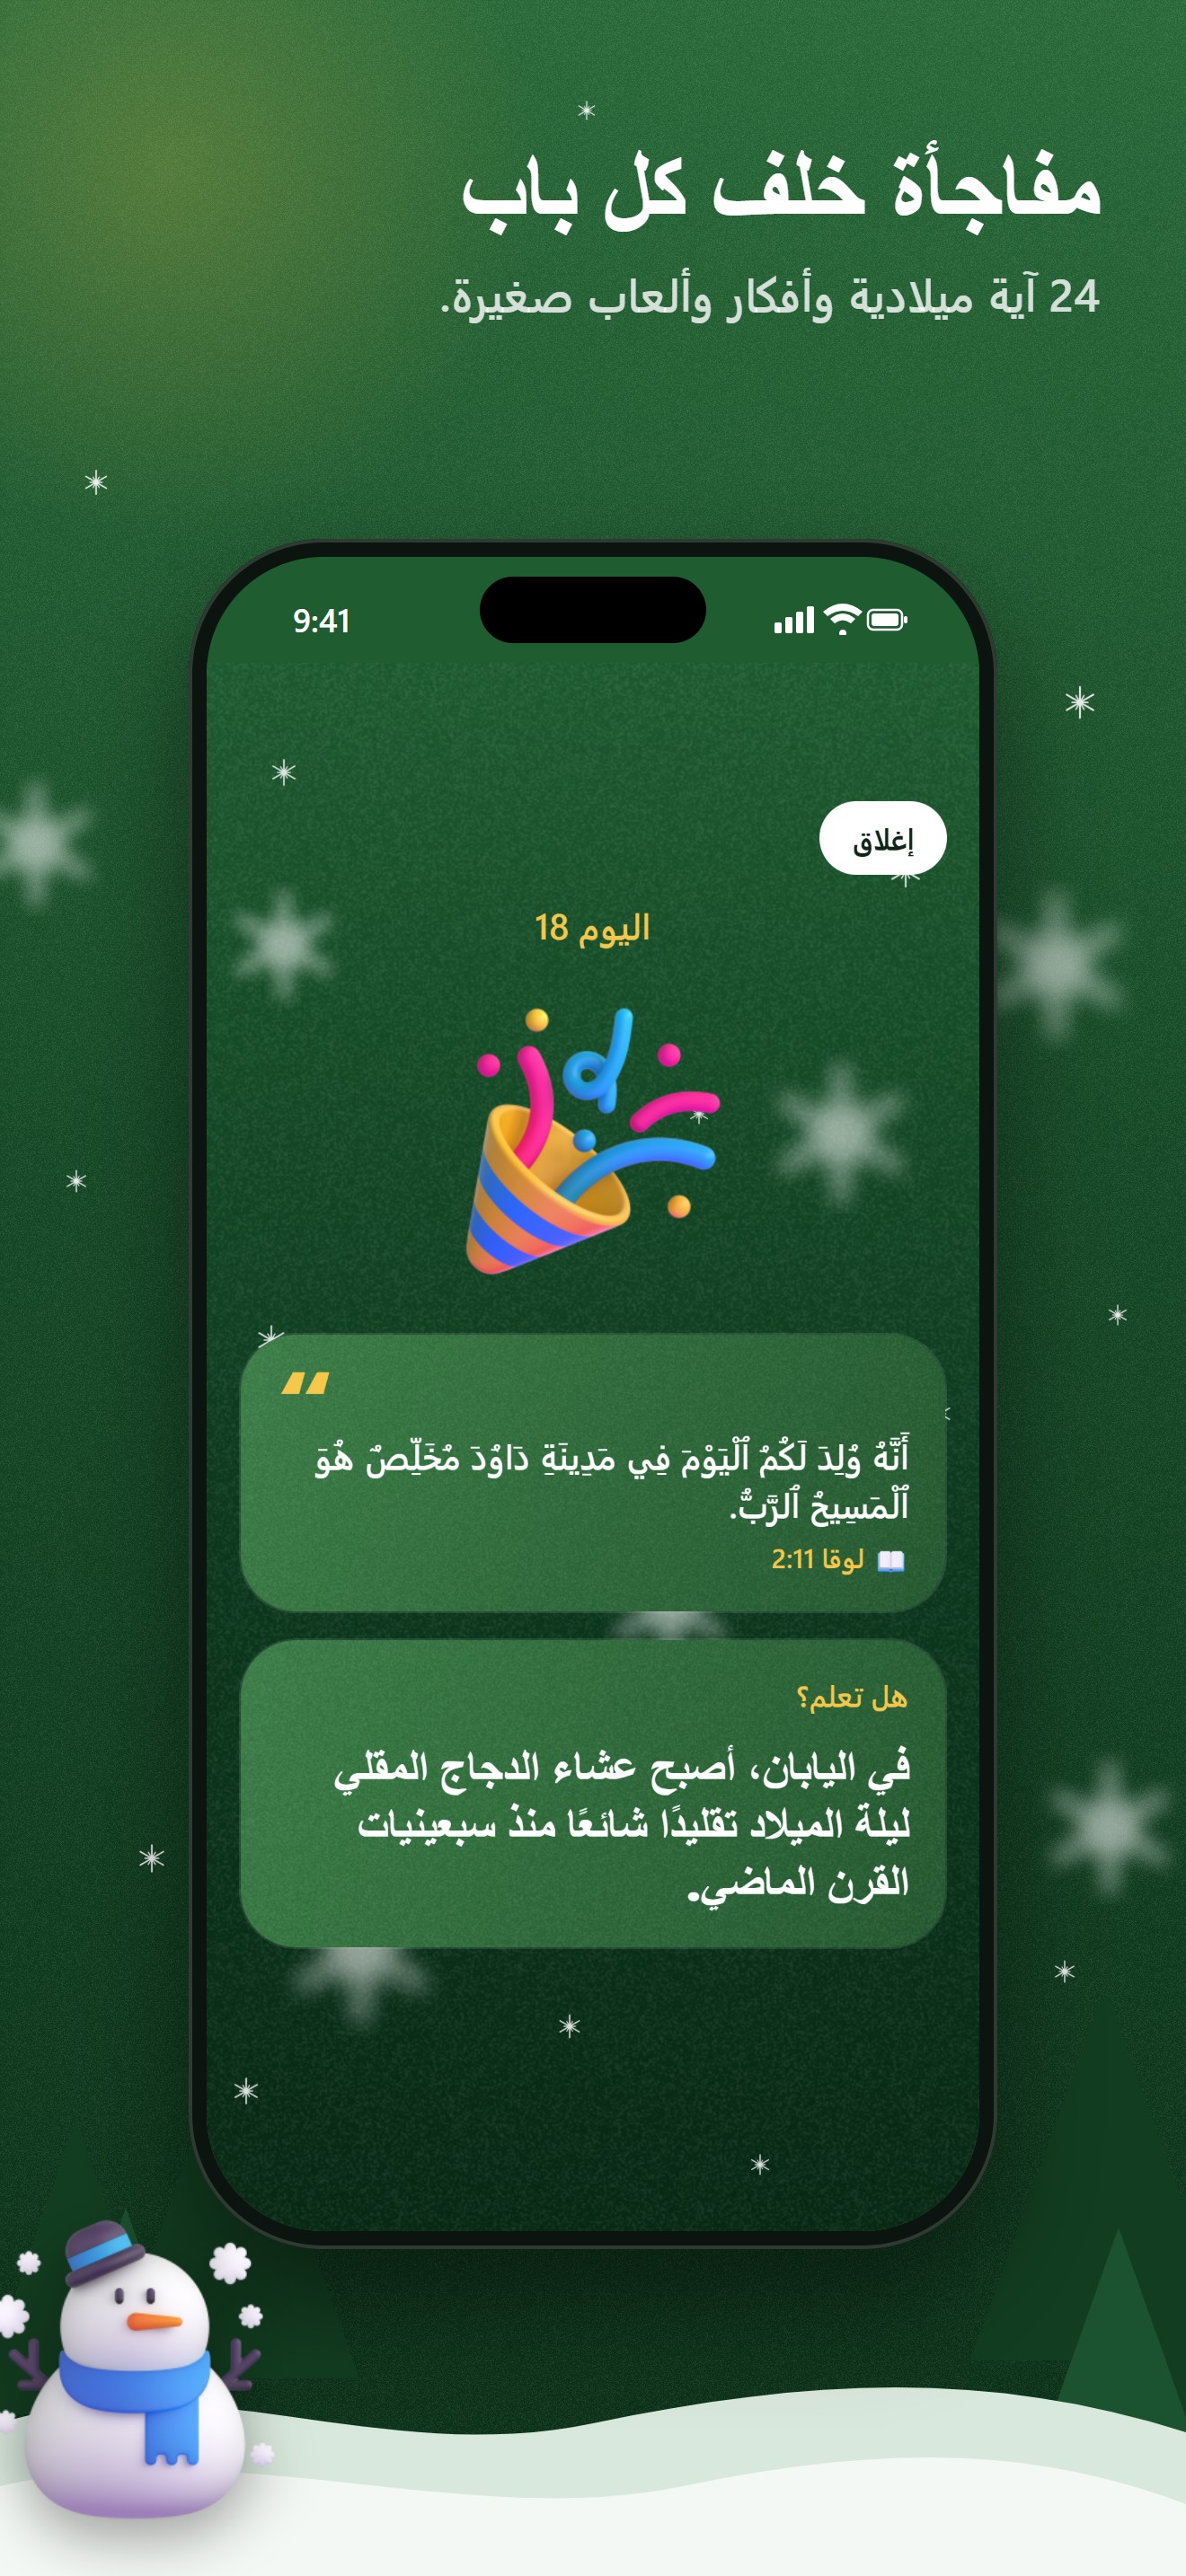 مفاجأة خلف كل باب
24 آية ميلادية وأفكار وألعاب صغيرة.
9:41
إغلاق
اليوم 18
"
أَنَّهُ وُلِدَ لَكُمُ ٱلْيَوْمَ فِي مَدِينَةِ دَاوُدَ مُخَلِّصٌ هُوَ
ٱلْمَسِيحُ ٱلرَّبُّ.
📖 لوقا 2:11
هل تعلم؟
في اليابان، أصبح عشاء الدجاج المقلي
ليلة الميلاد تقليدًا شائعًا منذ سبعينيات
القرن الماضي.